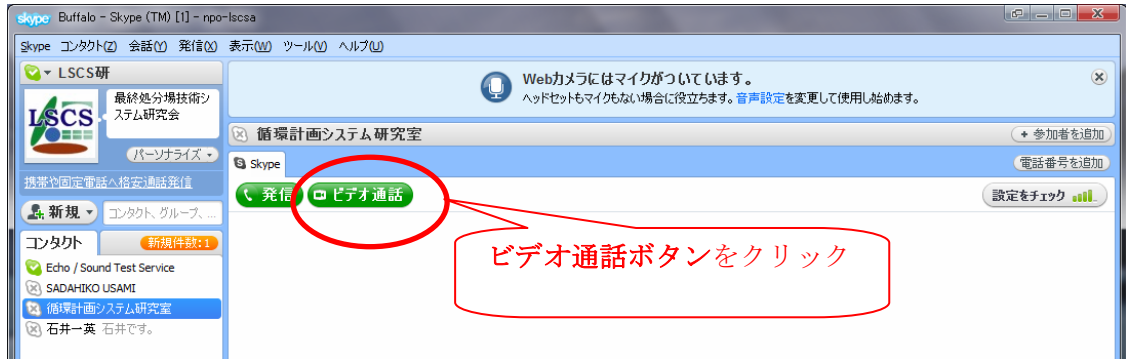 skype Buffalo - Skype (TM) [1] - npo-lscsa
Skype コンタクト(Z) 会話(Y) 発信(X) 表示(W) ツール(V) ヘルプ(U)
LSCS研
LSCS
最終処分場技術シ
ステム研究会
パーソナライズ
携帯や固定電話へ格安通話発信
新規
コンタクト、グループ、...
コンタクト
新規件数:1
Echo / Sound Test Service
SADAHIKO USAMI
循環計画システム研究室
石井一英 石井です。
Webカメラにはマイクがついています。
ヘッドセットもマイクもない場合に役立ちます。音声設定を変更して使用し始めます。
循環計画システム研究室
+ 参加者を追加
Skype
電話番号を追加
発信
ビデオ通話
設定をチェック
ビデオ通話ボタンをクリック